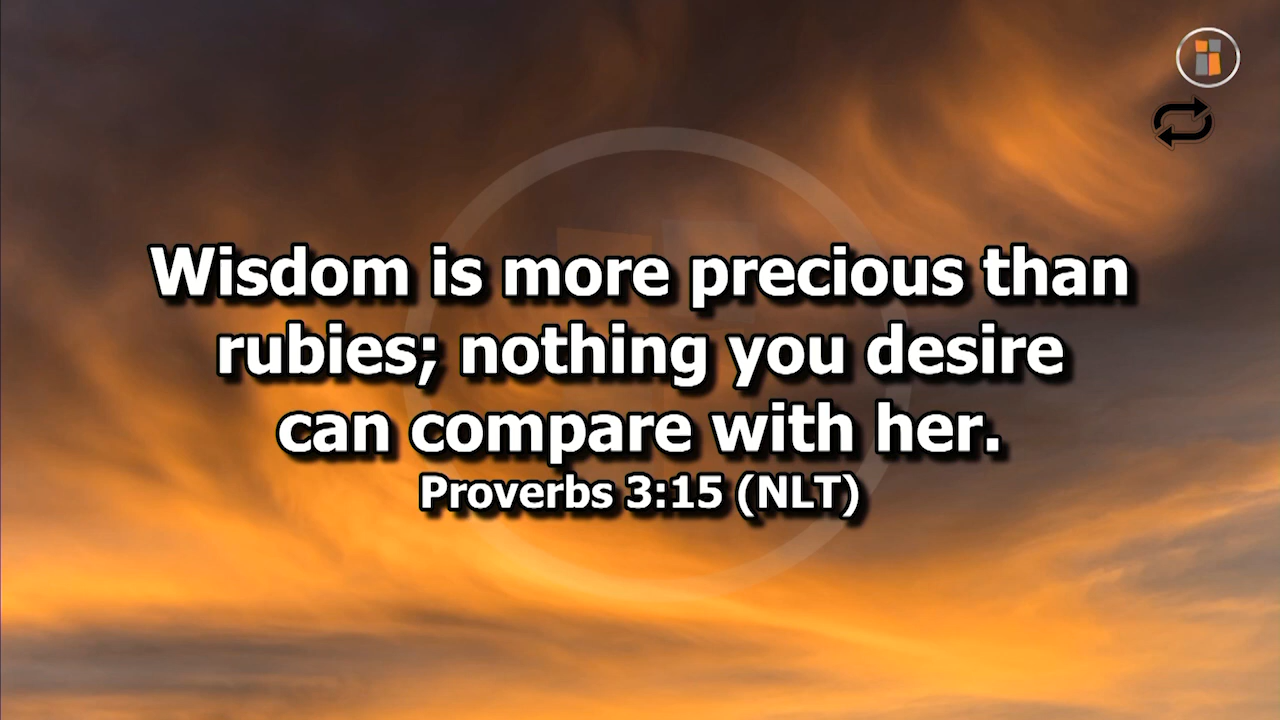 Wisdom is more precious than
rubies; nothing you desire
can compare with her.
Proverbs 3:15 (NLT)